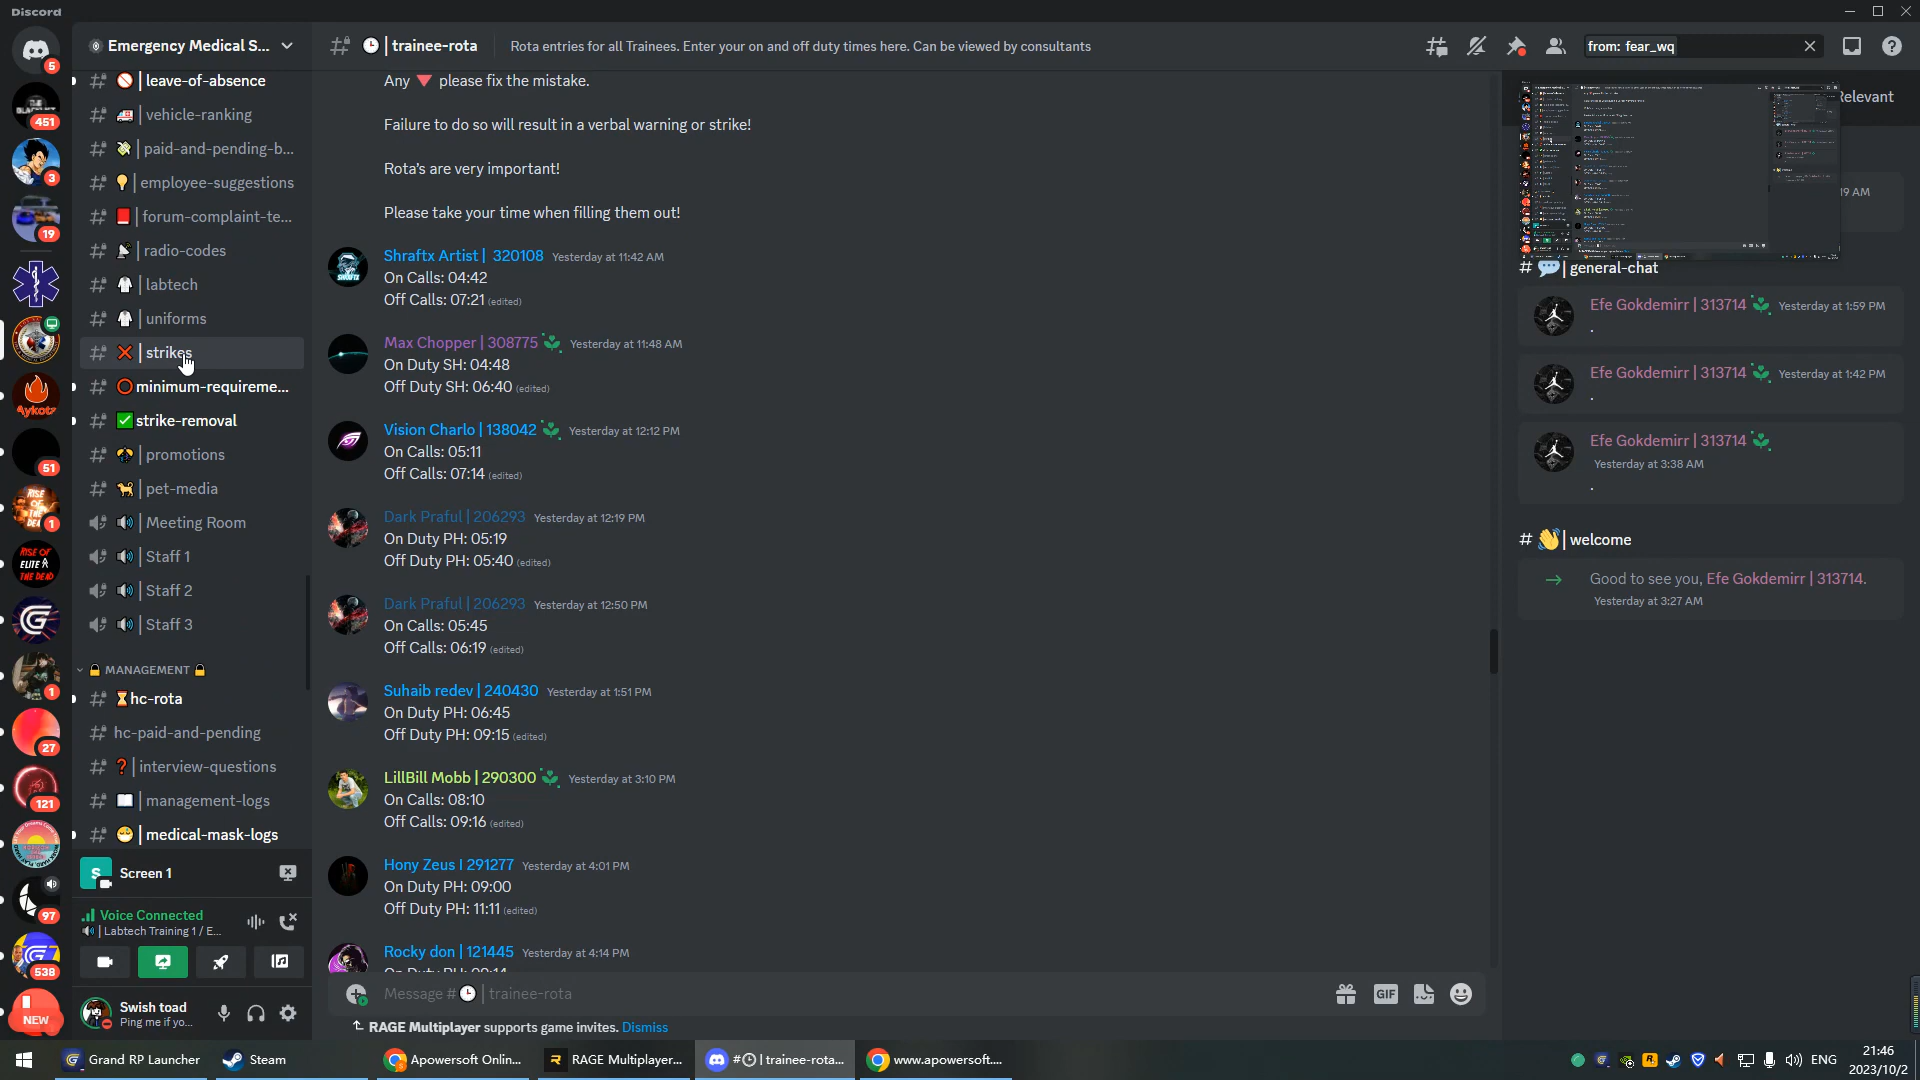 Discord
Emergency Medical S...
| trainee-rota
Rota entries for all Trainees. Enter your on and off duty times here. Can be viewed by consultants
from: fear_wq
5
451
3
19
51
1
1
27
121
97
538
NEW
| leave-of-absence
| vehicle-ranking
| paid-and-pending-b...
| employee-suggestions
| forum-complaint-te...
| radio-codes
| labtech
| uniforms
| strikes
minimum-requireme...
strike-removal
| promotions
| pet-media
| Meeting Room
| Staff 1
| Staff 2
| Staff 3
MANAGEMENT
hc-rota
hc-paid-and-pending
| interview-questions
| management-logs
| medical-mask-logs
Screen 1
Voice Connected
| Labtech Training 1 / E...
Swish toad
Ping me if yo...
Any 🔻 please fix the mistake.
Failure to do so will result in a verbal warning or strike!
Rota's are very important!
Please take your time when filling them out!
Shraftx Artist | 320108 Yesterday at 11:42 AM
On Calls: 04:42
Off Calls: 07:21 (edited)
Max Chopper | 308775 Yesterday at 11:48 AM
On Duty SH: 04:48
Off Duty SH: 06:40 (edited)
Vision Charlo | 138042 Yesterday at 12:12 PM
On Calls: 05:11
Off Calls: 07:14 (edited)
Dark Praful | 206293 Yesterday at 12:19 PM
On Duty PH: 05:19
Off Duty PH: 05:40 (edited)
Dark Praful | 206293 Yesterday at 12:50 PM
On Calls: 05:45
Off Calls: 06:19 (edited)
Suhaib redev | 240430 Yesterday at 1:51 PM
On Duty PH: 06:45
Off Duty PH: 09:15 (edited)
LillBill Mobb | 290300 Yesterday at 3:10 PM
On Calls: 08:10
Off Calls: 09:16 (edited)
Hony Zeus I 291277 Yesterday at 4:01 PM
On Duty PH: 09:00
Off Duty PH: 11:11 (edited)
Rocky don | 121445 Yesterday at 4:14 PM
Message # | trainee-rota
GIF
RAGE Multiplayer supports game invites. Dismiss
Relevant
19 AM
# | general-chat
Efe Gokdemirr | 313714 Yesterday at 1:59 PM
.
Efe Gokdemirr | 313714 Yesterday at 1:42 PM
.
Efe Gokdemirr | 313714
Yesterday at 3:38 AM
.
# | welcome
Good to see you, Efe Gokdemirr | 313714.
Yesterday at 3:27 AM
Grand RP Launcher
Steam
Apowersoft Onlin...
RAGE Multiplayer...
# | trainee-rota...
www.apowersoft....
ENG
21:46
2023/10/2